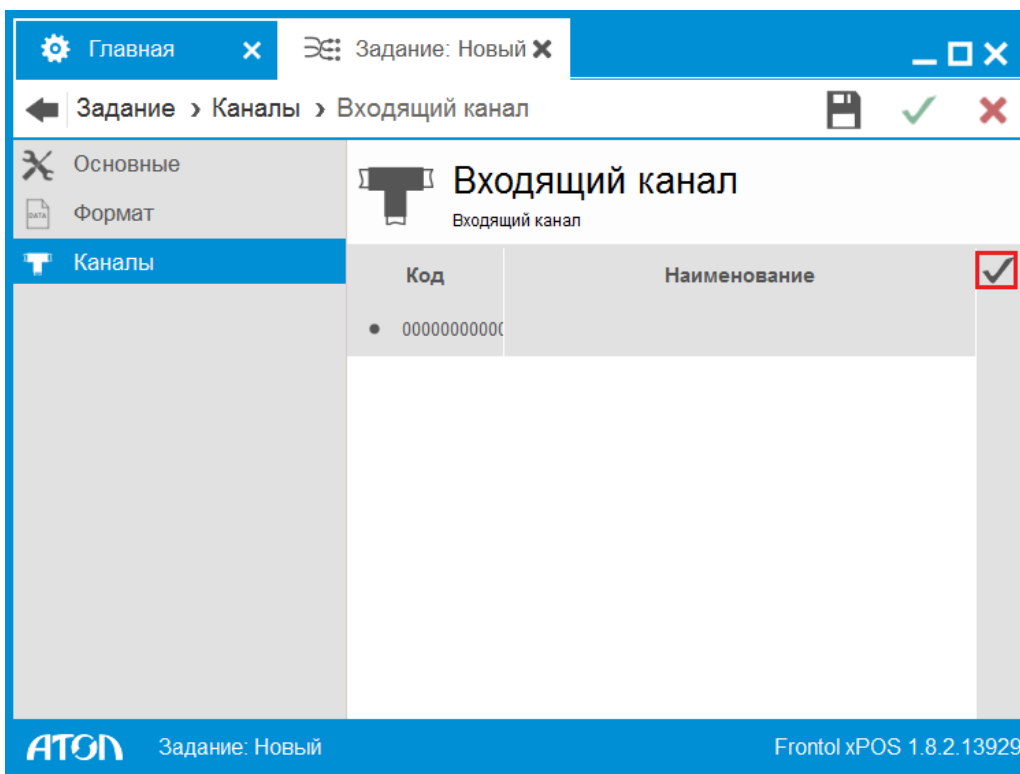 Главная
Задание: Новый
Задание › Каналы › Входящий канал
Основные
DATA Формат
Каналы
Входящий канал
Входящий канал
Код Наименование
00000000000
АТОЛ Задание: Новый Frontol xPOS 1.8.2.13929